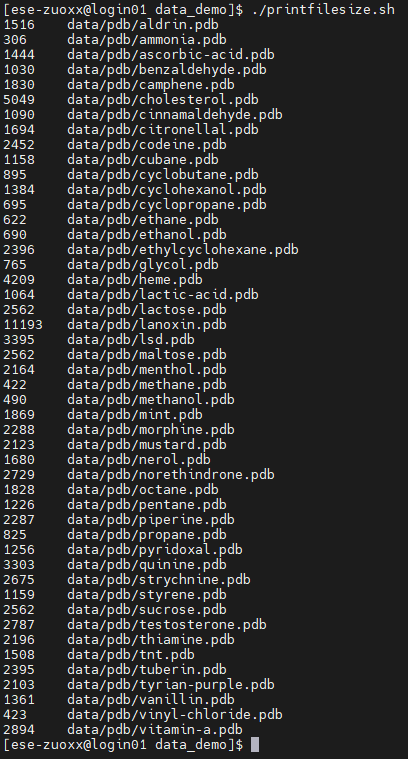 [ese-zuoxx@login01 data_demo]$ ./printfilesize.sh
1516    data/pdb/aldrin.pdb
306     data/pdb/ammonia.pdb
1444    data/pdb/ascorbic-acid.pdb
1030    data/pdb/benzaldehyde.pdb
1830    data/pdb/camphene.pdb
5049    data/pdb/cholesterol.pdb
1090    data/pdb/cinnamaldehyde.pdb
1694    data/pdb/citronellal.pdb
2452    data/pdb/codeine.pdb
1158    data/pdb/cubane.pdb
895     data/pdb/cyclobutane.pdb
1384    data/pdb/cyclohexanol.pdb
695     data/pdb/cyclopropane.pdb
622     data/pdb/ethane.pdb
690     data/pdb/ethanol.pdb
2396    data/pdb/ethylcyclohexane.pdb
765     data/pdb/glycol.pdb
4209    data/pdb/heme.pdb
1064    data/pdb/lactic-acid.pdb
2562    data/pdb/lactose.pdb
11193   data/pdb/lanoxin.pdb
3395    data/pdb/lsd.pdb
2562    data/pdb/maltose.pdb
2164    data/pdb/menthol.pdb
422     data/pdb/methane.pdb
490     data/pdb/methanol.pdb
1869    data/pdb/mint.pdb
2288    data/pdb/morphine.pdb
2123    data/pdb/mustard.pdb
1680    data/pdb/nerol.pdb
2729    data/pdb/norethindrone.pdb
1828    data/pdb/octane.pdb
1226    data/pdb/pentane.pdb
2287    data/pdb/piperine.pdb
825     data/pdb/propane.pdb
1256    data/pdb/pyridoxal.pdb
3303    data/pdb/quinine.pdb
2675    data/pdb/strychnine.pdb
1159    data/pdb/styrene.pdb
2562    data/pdb/sucrose.pdb
2787    data/pdb/testosterone.pdb
2196    data/pdb/thiamine.pdb
1508    data/pdb/tnt.pdb
2395    data/pdb/tuberin.pdb
2103    data/pdb/tyrian-purple.pdb
1361    data/pdb/vanillin.pdb
423     data/pdb/vinyl-chloride.pdb
2894    data/pdb/vitamin-a.pdb
[ese-zuoxx@login01 data_demo]$